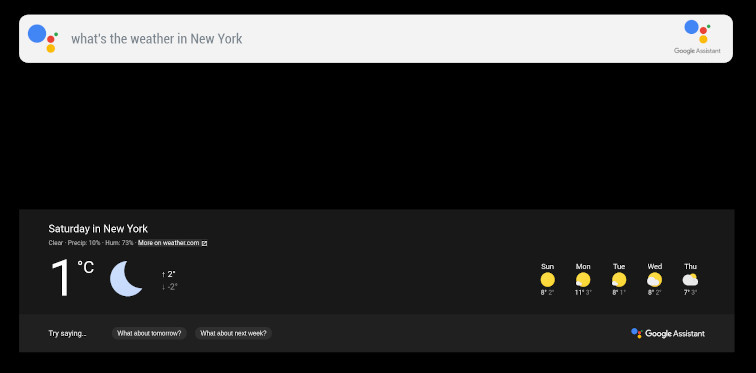 what's the weather in New York
Google Assistant
Saturday in New York
Clear · Precip: 10% · Hum: 73% · More on weather.com
1 °C
↑ 2°
↓ -2°
Sun Mon Tue Wed Thu
8° 2° 11° 3° 8° 1° 8° 2° 7° 3°
Try saying... What about tomorrow? What about next week? Google Assistant